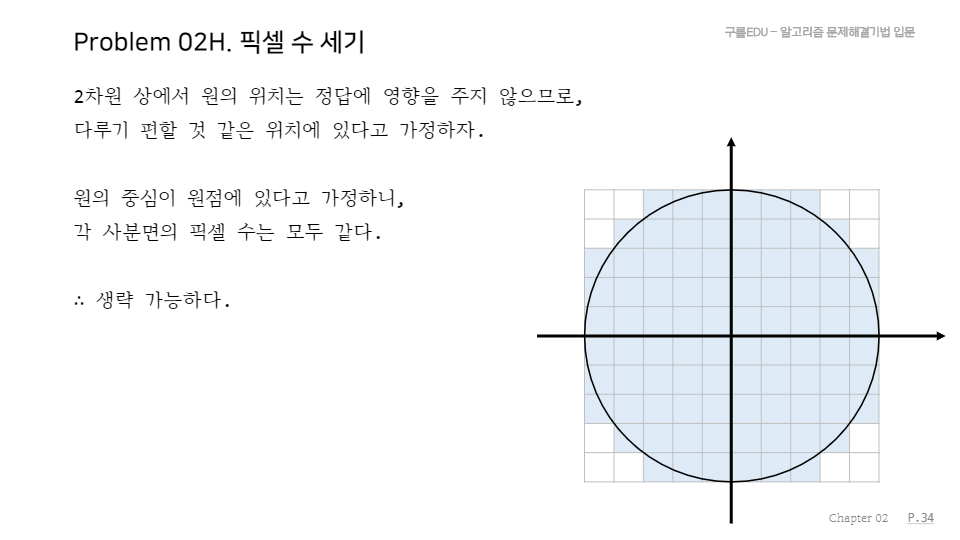 Problem 02H. 픽셀 수 세기
구름EDU – 알고리즘 문제해결기법 입문
2차원 상에서 원의 위치는 정답에 영향을 주지 않으므로,
다루기 편할 것 같은 위치에 있다고 가정하자.
원의 중심이 원점에 있다고 가정하니,
각 사분면의 픽셀 수는 모두 같다.
∴ 생략 가능하다.
Chapter 02 P.34